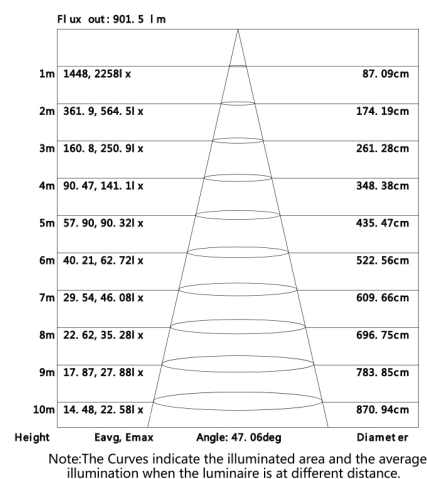 Flux out: 901.5 lm
1m 1448, 2258lx 87.09cm
2m 361.9, 564.5lx 174.19cm
3m 160.8, 250.9lx 261.28cm
4m 90.47, 141.1lx 348.38cm
5m 57.90, 90.32lx 435.47cm
6m 40.21, 62.72lx 522.56cm
7m 29.54, 46.08lx 609.66cm
8m 22.62, 35.28lx 696.75cm
9m 17.87, 27.88lx 783.85cm
10m 14.48, 22.58lx 870.94cm
Height Eavg, Emax Angle: 47.06deg Diameter
Note:The Curves indicate the illuminated area and the average
illumination when the luminaire is at different distance.